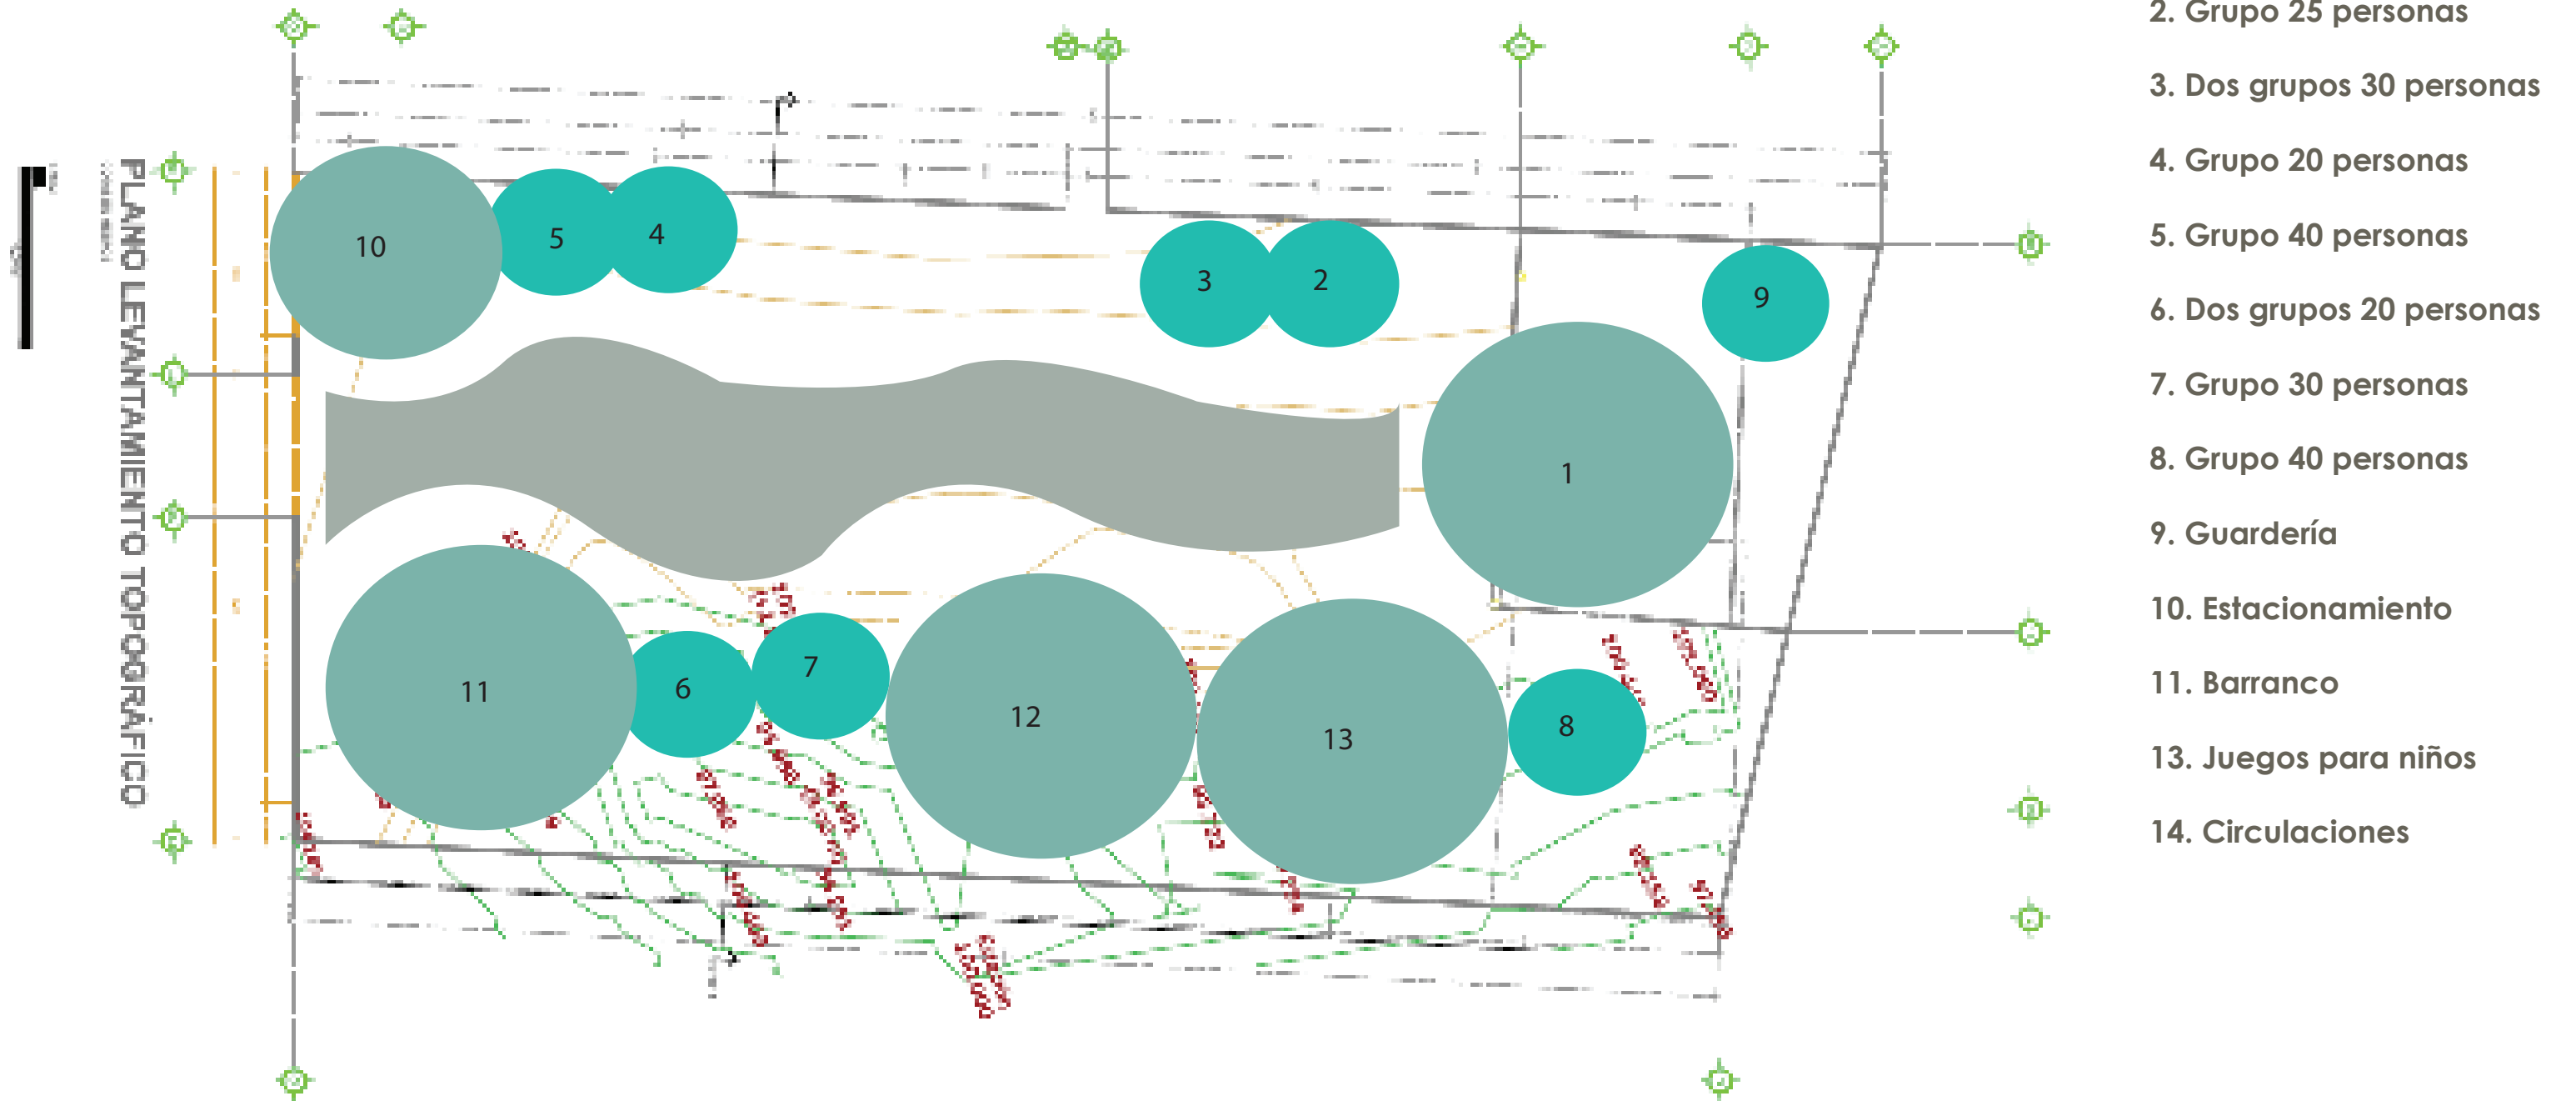 2. Grupo 25 personas
3. Dos grupos 30 personas
4. Grupo 20 personas
5. Grupo 40 personas
6. Dos grupos 20 personas
7. Grupo 30 personas
8. Grupo 40 personas
9. Guardería
10. Estacionamiento
11. Barranco
13. Juegos para niños
14. Circulaciones
PLANO LEVANTAMIENTO TOPOGRÁFICO
10
5
4
3
2
9
1
11
6
7
12
13
8